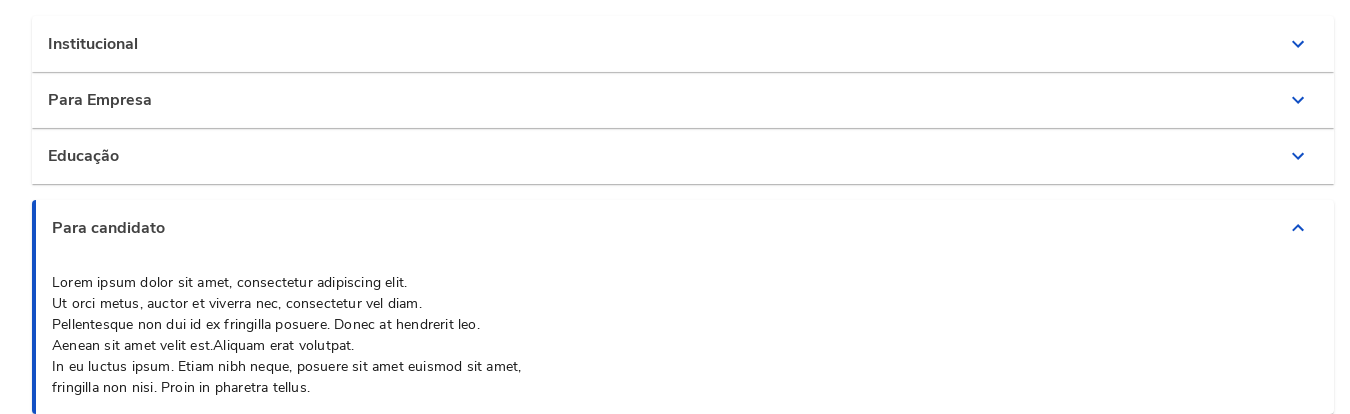 Institucional
Para Empresa
Educação
Para candidato
Lorem ipsum dolor sit amet, consectetur adipiscing elit.
Ut orci metus, auctor et viverra nec, consectetur vel diam.
Pellentesque non dui id ex fringilla posuere. Donec at hendrerit leo.
Aenean sit amet velit est.Aliquam erat volutpat.
In eu luctus ipsum. Etiam nibh neque, posuere sit amet euismod sit amet,
fringilla non nisi. Proin in pharetra tellus.